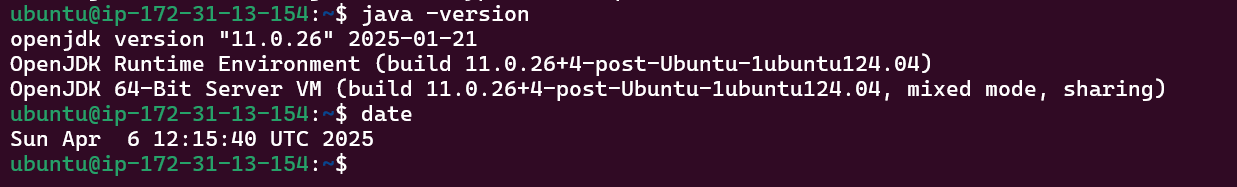 ubuntu@ip-172-31-13-154:~$ java -version
openjdk version "11.0.26" 2025-01-21
OpenJDK Runtime Environment (build 11.0.26+4-post-Ubuntu-1ubuntu124.04)
OpenJDK 64-Bit Server VM (build 11.0.26+4-post-Ubuntu-1ubuntu124.04, mixed mode, sharing)
ubuntu@ip-172-31-13-154:~$ date
Sun Apr  6 12:15:40 UTC 2025
ubuntu@ip-172-31-13-154:~$